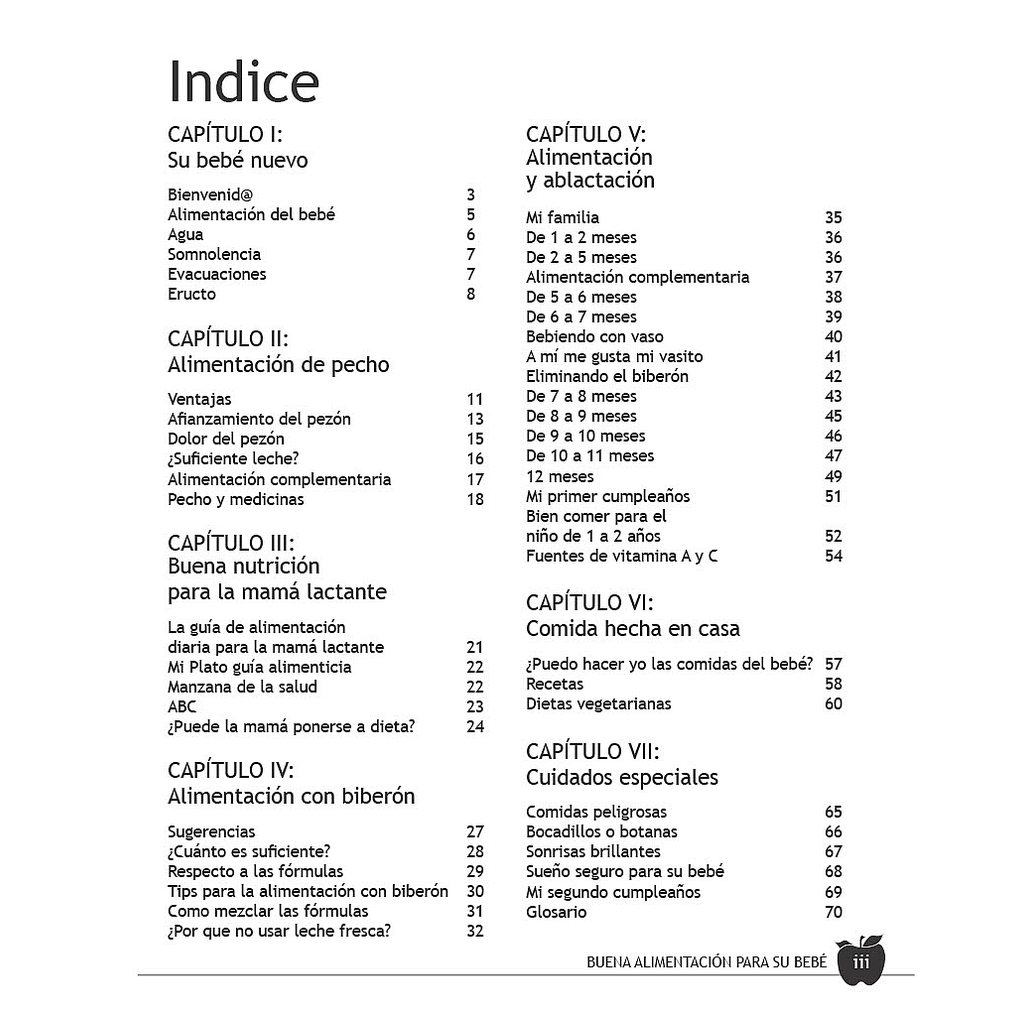 Indice
CAPÍTULO I:
Su bebé nuevo
Bienvenid@ 3
Alimentación del bebé 5
Agua 6
Somnolencia 7
Evacuaciones 7
Eructo 8
CAPÍTULO II:
Alimentación de pecho
Ventajas 11
Afianzamiento del pezón 13
Dolor del pezón 15
¿Suficiente leche? 16
Alimentación complementaria 17
Pecho y medicinas 18
CAPÍTULO III:
Buena nutrición
para la mamá lactante
La guía de alimentación
diaria para la mamá lactante 21
Mi Plato guía alimenticia 22
Manzana de la salud 22
ABC 23
¿Puede la mamá ponerse a dieta? 24
CAPÍTULO IV:
Alimentación con biberón
Sugerencias 27
¿Cuánto es suficiente? 28
Respecto a las fórmulas 29
Tips para la alimentación con biberón 30
Como mezclar las fórmulas 31
¿Por que no usar leche fresca? 32
CAPÍTULO V:
Alimentación
y ablactación
Mi familia 35
De 1 a 2 meses 36
De 2 a 5 meses 36
Alimentación complementaria 37
De 5 a 6 meses 38
De 6 a 7 meses 39
Bebiendo con vaso 40
A mí me gusta mi vasito 41
Eliminando el biberón 42
De 7 a 8 meses 43
De 8 a 9 meses 45
De 9 a 10 meses 46
De 10 a 11 meses 47
12 meses 49
Mi primer cumpleaños 51
Bien comer para el
niño de 1 a 2 años 52
Fuentes de vitamina A y C 54
CAPÍTULO VI:
Comida hecha en casa
¿Puedo hacer yo las comidas del bebé? 57
Recetas 58
Dietas vegetarianas 60
CAPÍTULO VII:
Cuidados especiales
Comidas peligrosas 65
Bocadillos o botanas 66
Sonrisas brillantes 67
Sueño seguro para su bebé 68
Mi segundo cumpleaños 69
Glosario 70
BUENA ALIMENTACIÓN PARA SU BEBÉ iii